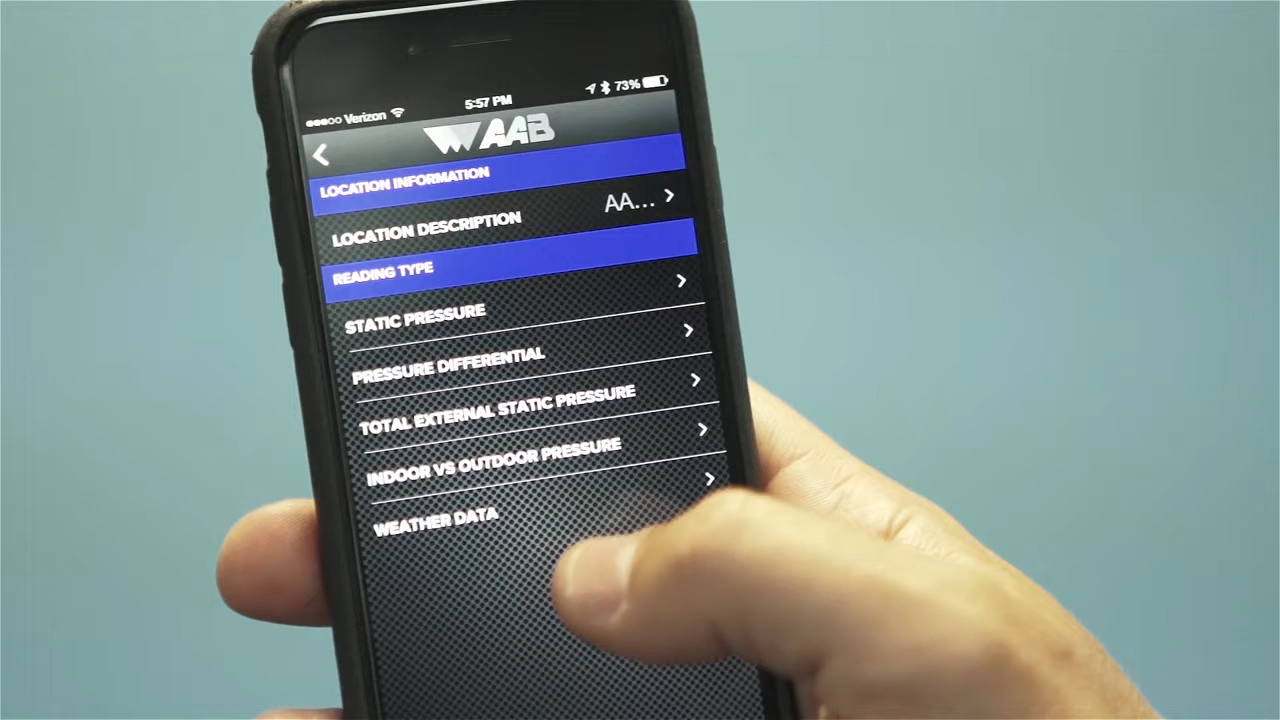 ●●●○○ Verizon 5:57 PM 73%
AAB
LOCATION INFORMATION
LOCATION DESCRIPTION AA...
READING TYPE
STATIC PRESSURE
PRESSURE DIFFERENTIAL
TOTAL EXTERNAL STATIC PRESSURE
INDOOR VS OUTDOOR PRESSURE
WEATHER DATA